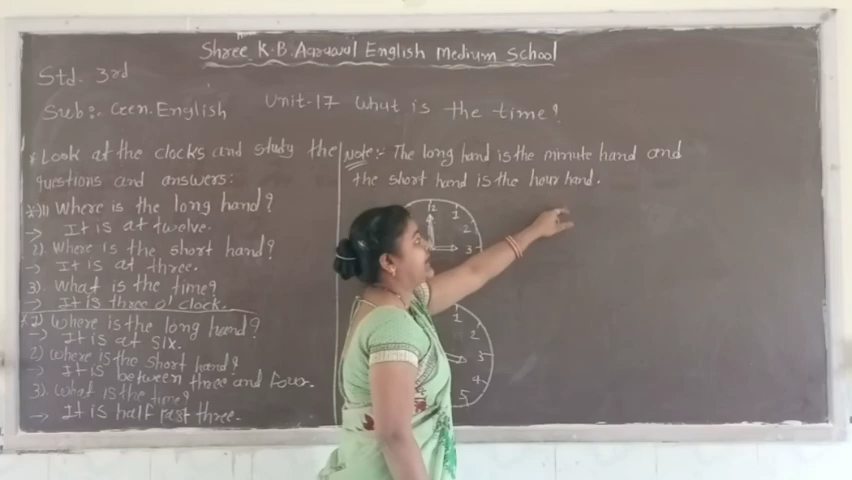 Shree K.B. Agrawal English Medium School
Std. 3rd
Sub:- Gen. English
Unit-17 What is the time?
* Look at the clocks and study the
questions and answers:
*1) Where is the long hand?
→ It is at twelve.
2). Where is the short hand?
→ It is at three.
3). What is the time?
→ It is three o'clock.
*2) Where is the long hand?
→ It is at six.
2) Where is the short hand?
→ It is between three and four.
3). What is the time?
→ It is half past three.
Note:- The long hand is the minute hand and
the short hand is the hour hand.
12
1
2
3
1
2
3
4
5